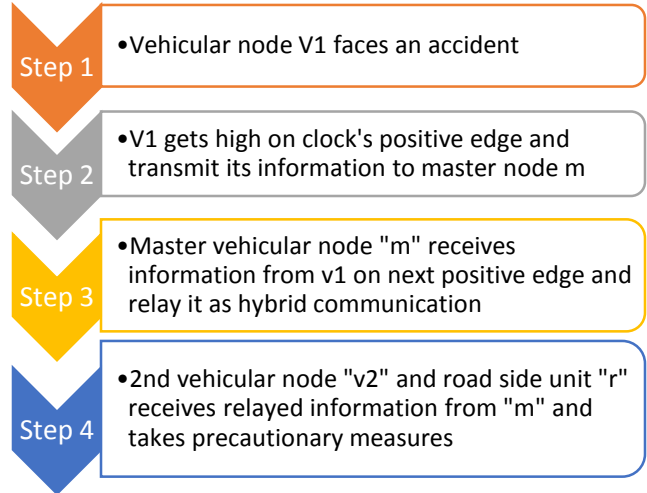 Step 1
•Vehicular node V1 faces an accident
Step 2
•V1 gets high on clock's positive edge and
transmit its information to master node m
Step 3
•Master vehicular node "m" receives
information from v1 on next positive edge and
relay it as hybrid communication
Step 4
•2nd vehicular node "v2" and road side unit "r"
receives relayed information from "m" and
takes precautionary measures